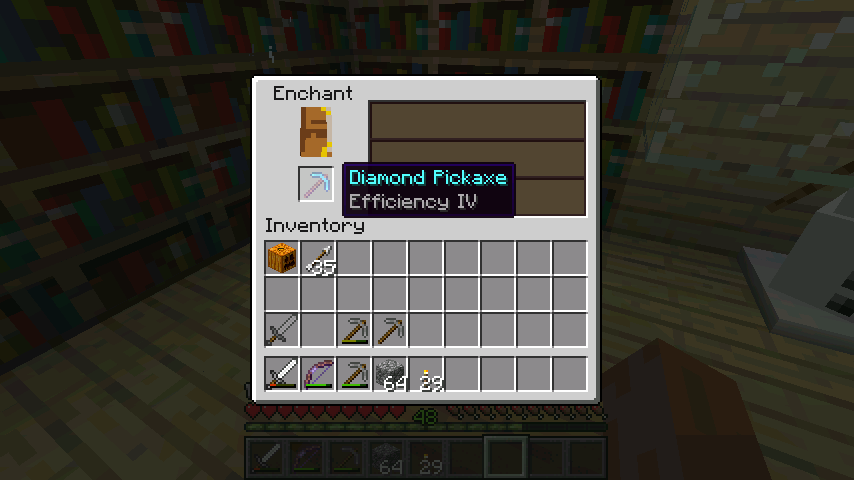 Enchant
Diamond Pickaxe
Efficiency IV
Inventory
35
64
29
48
64
29